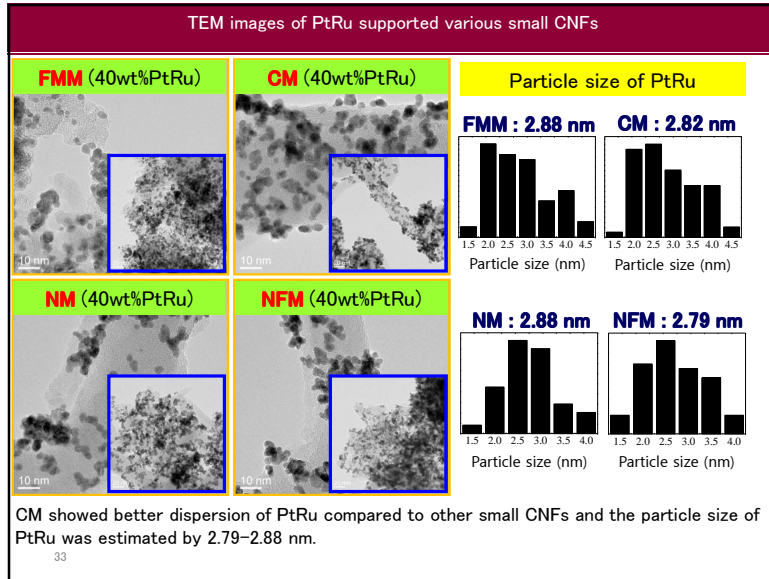 TEM images of PtRu supported various small CNFs
FMM (40wt%PtRu)
CM (40wt%PtRu)
10 nm
10 nm
NM (40wt%PtRu)
NFM (40wt%PtRu)
10 nm
10 nm
Particle size of PtRu
FMM : 2.88 nm
1.5 2.0 2.5 3.0 3.5 4.0 4.5
Particle size (nm)
CM : 2.82 nm
1.5 2.0 2.5 3.0 3.5 4.0 4.5
Particle size (nm)
NM : 2.88 nm
1.5 2.0 2.5 3.0 3.5 4.0
Particle size (nm)
NFM : 2.79 nm
1.5 2.0 2.5 3.0 3.5 4.0
Particle size (nm)
CM showed better dispersion of PtRu compared to other small CNFs and the particle size of
PtRu was estimated by 2.79-2.88 nm.
33